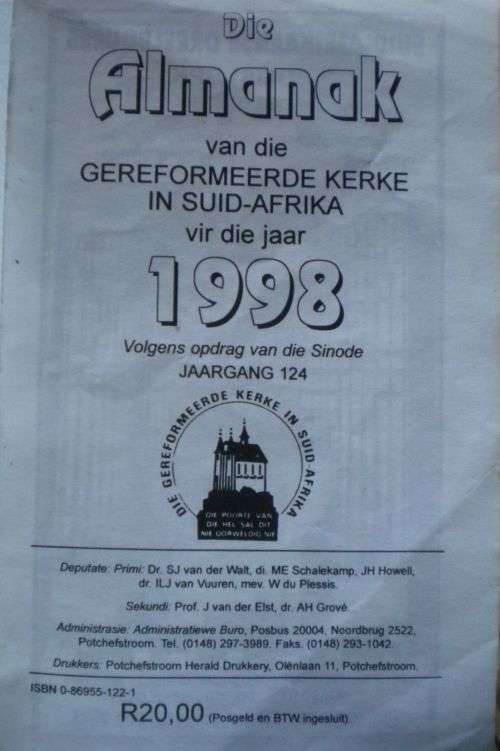 Die
Almanak
van die
GEREFORMEERDE KERKE
IN SUID-AFRIKA
vir die jaar
1998
Volgens opdrag van die Sinode
JAARGANG 124
DIE GEREFORMEERDE KERKE IN SUID-AFRIKA
DIE POORTE VAN
DIE HEL SAL DIT
NIE OORWELDIG NIE
Deputate: Primi: Dr. SJ van der Walt, di. ME Schalekamp, JH Howell,
dr. ILJ van Vuuren, mev. W du Plessis.
Sekundi: Prof. J van der Elst, dr. AH Grové.
Administrasie: Administratiewe Buro, Posbus 20004, Noordbrug 2522,
Potchefstroom. Tel. (0148) 297-3989. Faks. (0148) 293-1042.
Drukkers: Potchefstroom Herald Drukkery, Olënlaan 11, Potchefstroom.
ISBN 0-86955-122-1
R20,00 (Posgeld en BTW ingesluit).